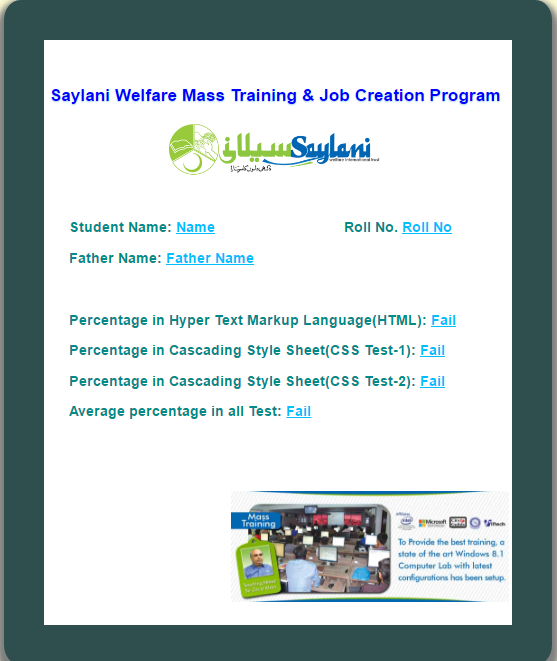 Saylani Welfare Mass Training & Job Creation Program
سیلانی Saylani
welfare international trust
Student Name: Name Roll No. Roll No
Father Name: Father Name
Percentage in Hyper Text Markup Language(HTML): Fail
Percentage in Cascading Style Sheet(CSS Test-1): Fail
Percentage in Cascading Style Sheet(CSS Test-2): Fail
Average percentage in all Test: Fail
Mass
Training
intel
Microsoft
To Provide the best training, a
state of the art Windows 8.1
Computer Lab with latest
configurations has been setup.